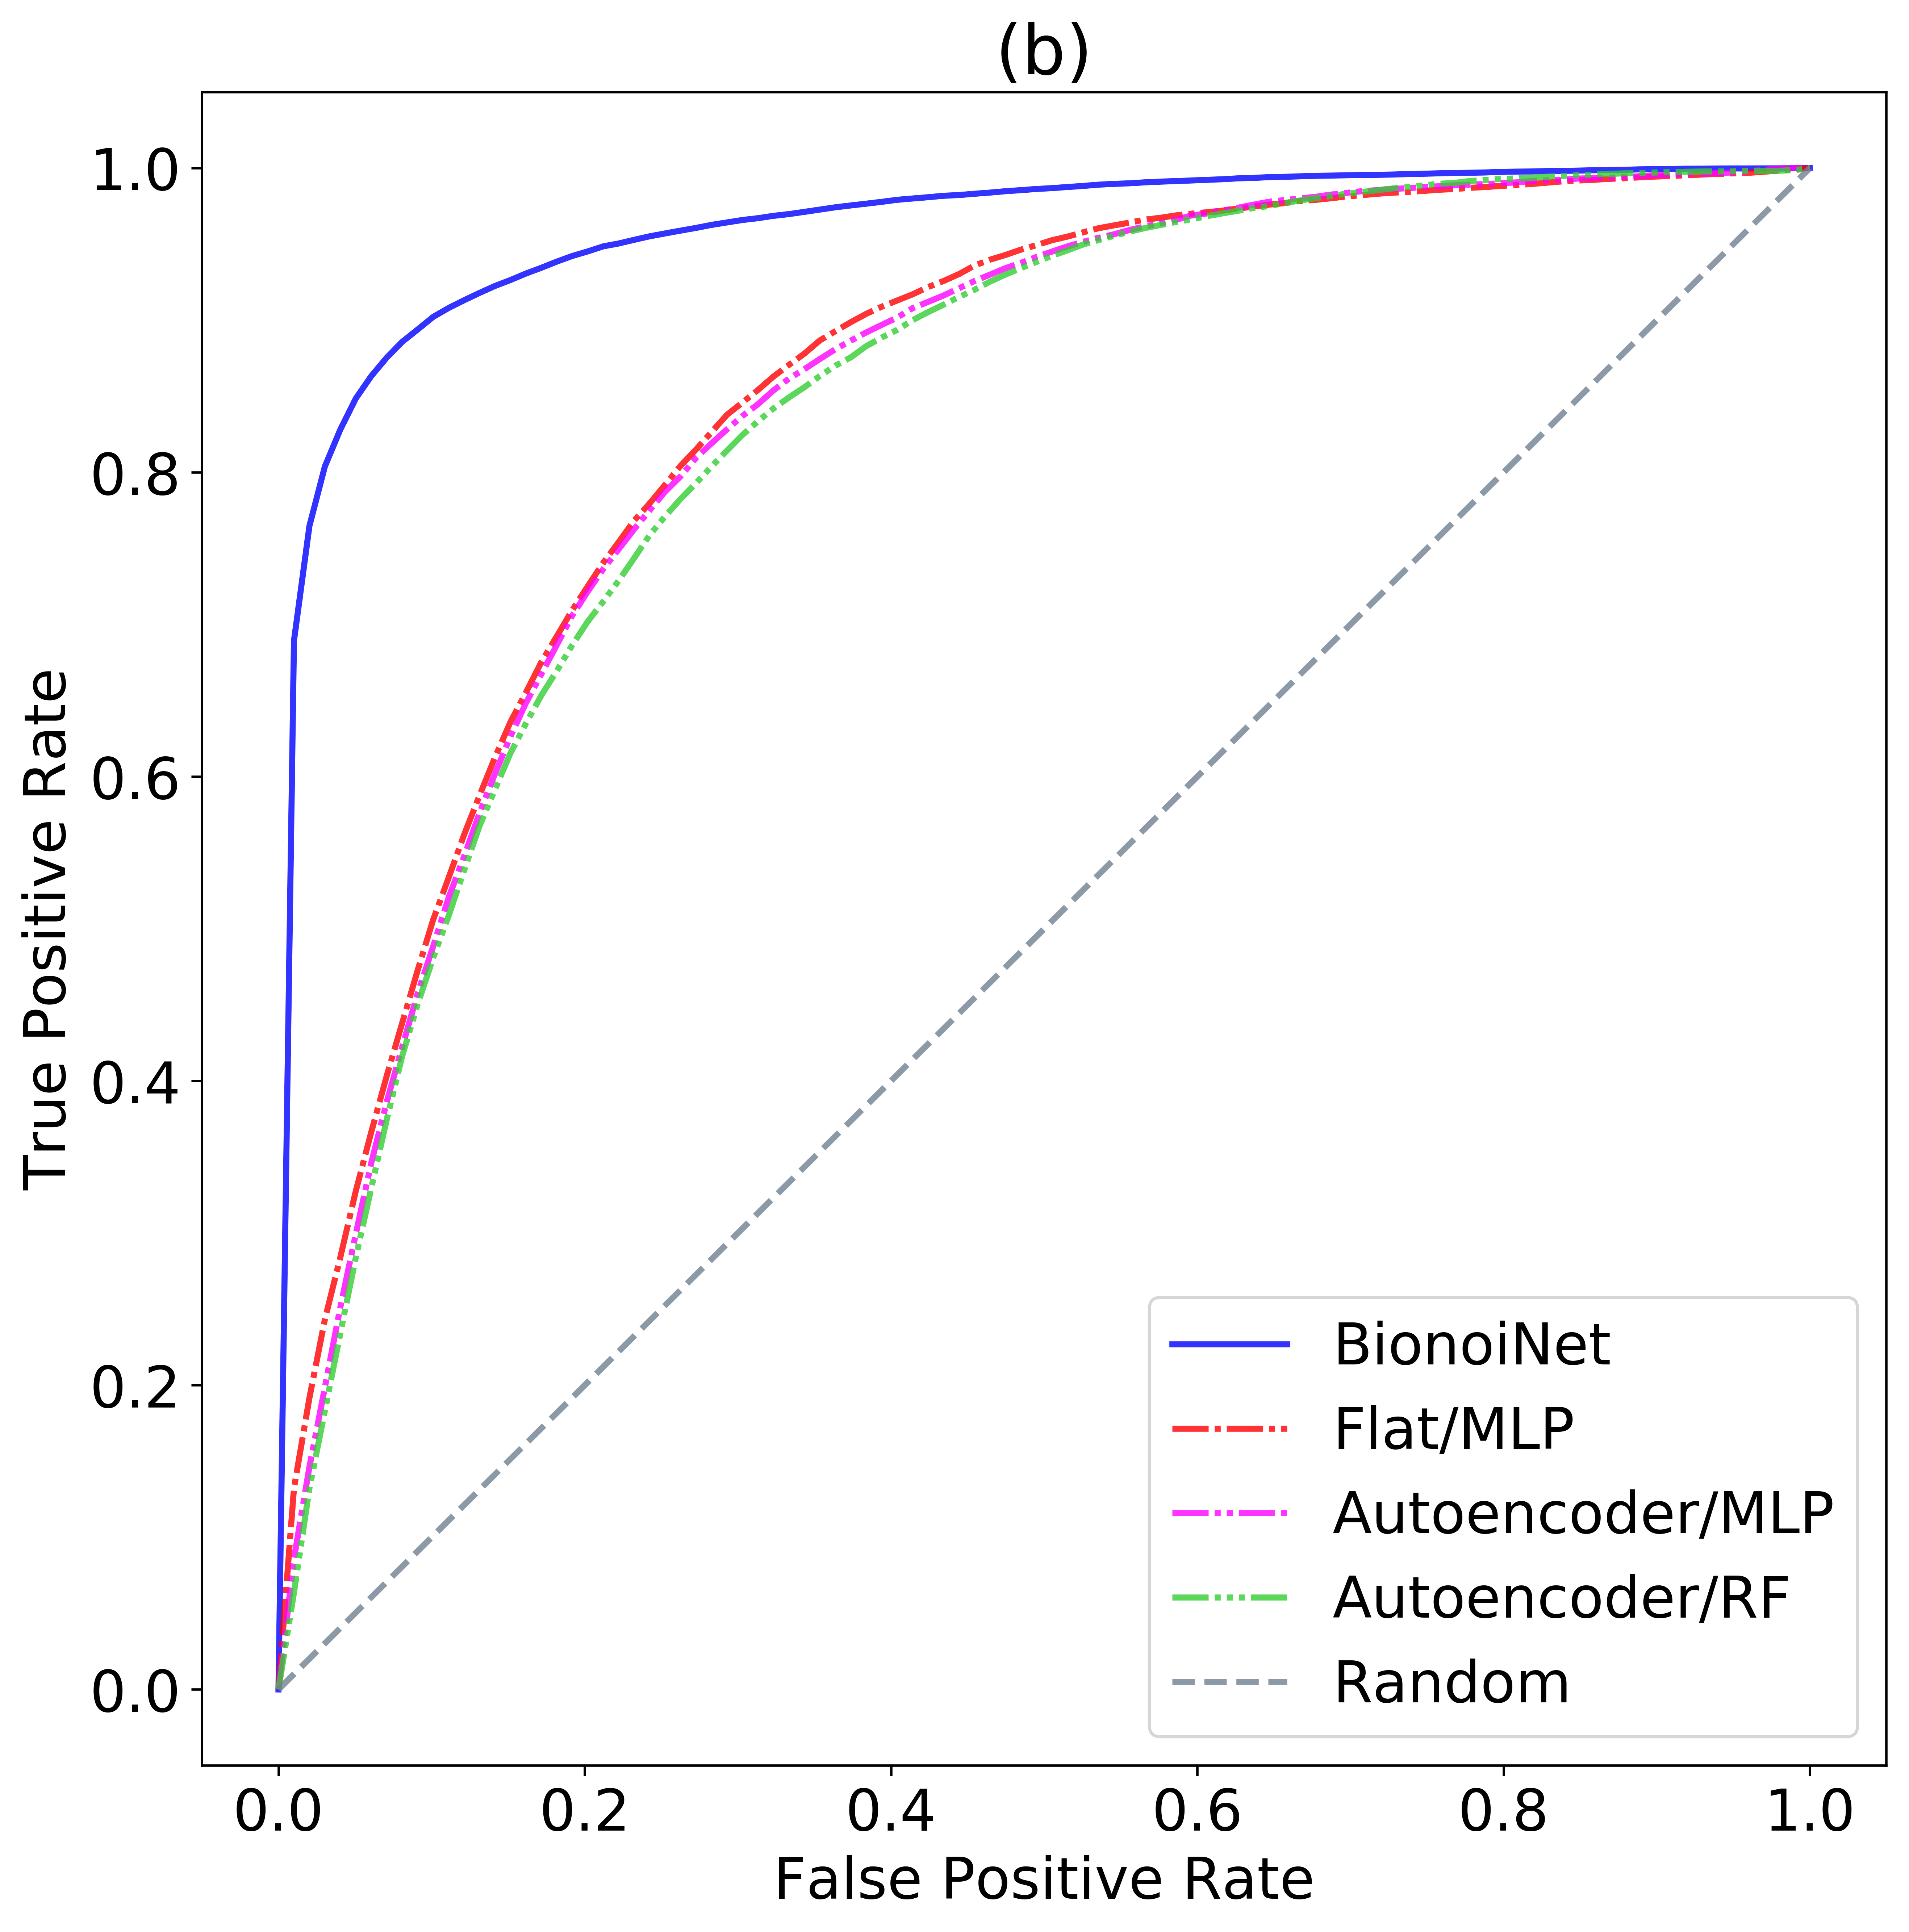 (b)
1.0
0.8
0.6
0.4
0.2
0.0
True Positive Rate
BionoiNet
Flat/MLP
Autoencoder/MLP
Autoencoder/RF
Random
0.0 0.2 0.4 0.6 0.8 1.0
False Positive Rate